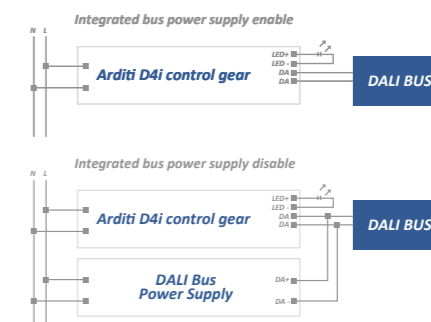 Integrated bus power supply enable
N L
LED+
LED -
DA
DA
Arditi D4i control gear
DALI BUS
Integrated bus power supply disable
N L
LED+
LED -
DA
DA
Arditi D4i control gear
DALI BUS
DALI Bus
Power Supply
DA+
DA -